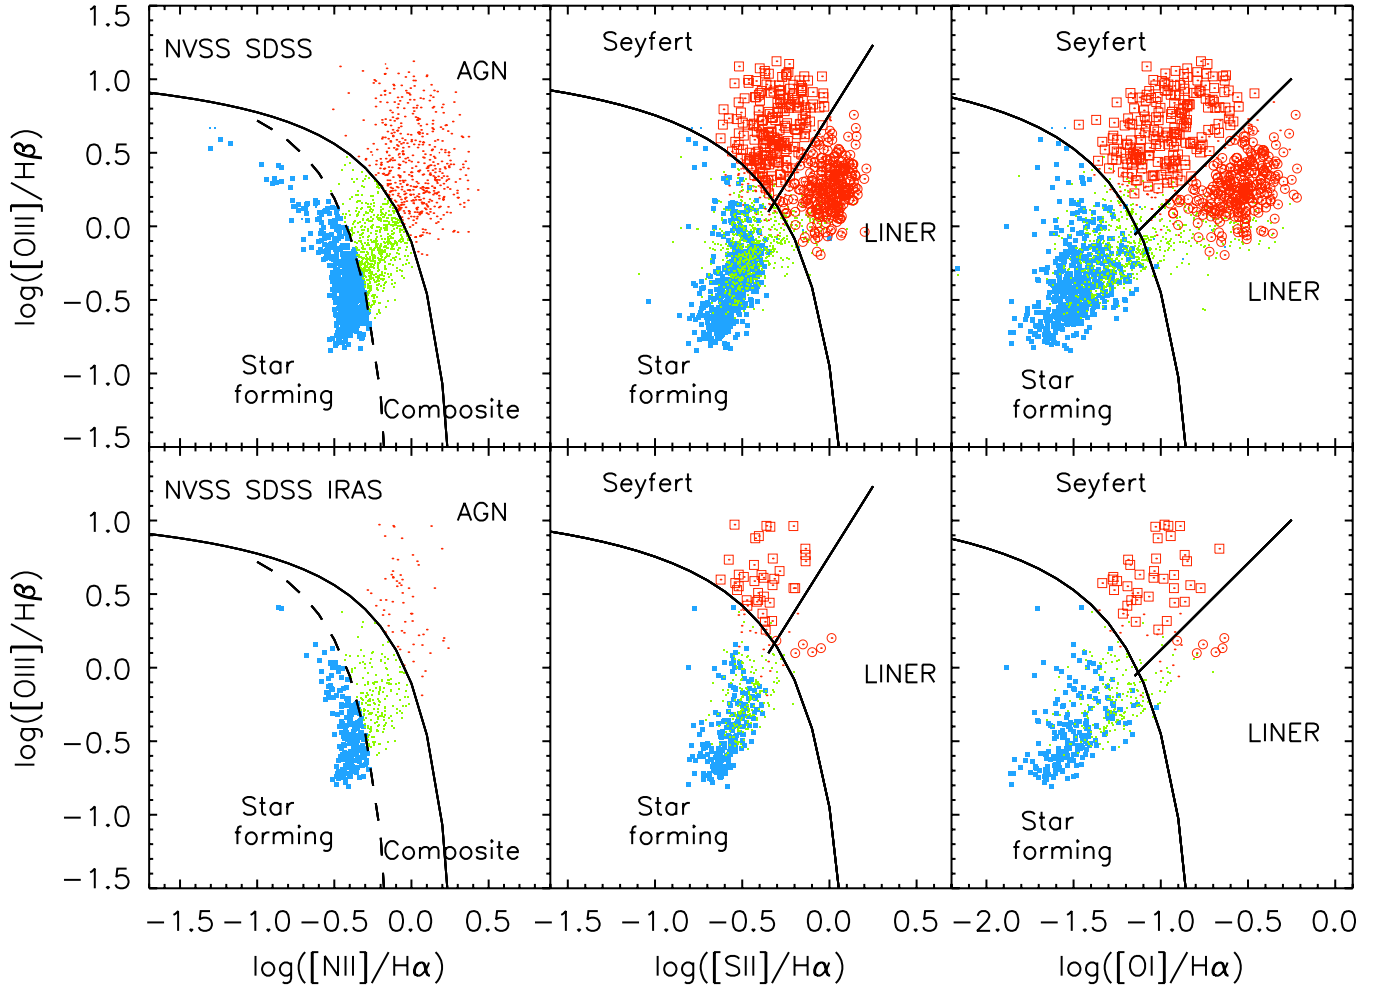 1.5
1.0
0.5
0.0
−0.5
−1.0
−1.5
log([OIII]/Hβ)
NVSS SDSS
AGN
Star
forming
Composite
Seyfert
LINER
Star
forming
Seyfert
LINER
Star
forming
1.0
0.5
0.0
−0.5
−1.0
−1.5
log([OIII]/Hβ)
NVSS SDSS IRAS
AGN
Star
forming
Composite
Seyfert
LINER
Star
forming
Seyfert
LINER
Star
forming
−1.5 −1.0 −0.5 0.0 0.5
−1.0 −0.5 0.0 0.5
−2.0 −1.5 −1.0 −0.5 0.0
log([NII]/Hα)
log([SII]/Hα)
log([OI]/Hα)